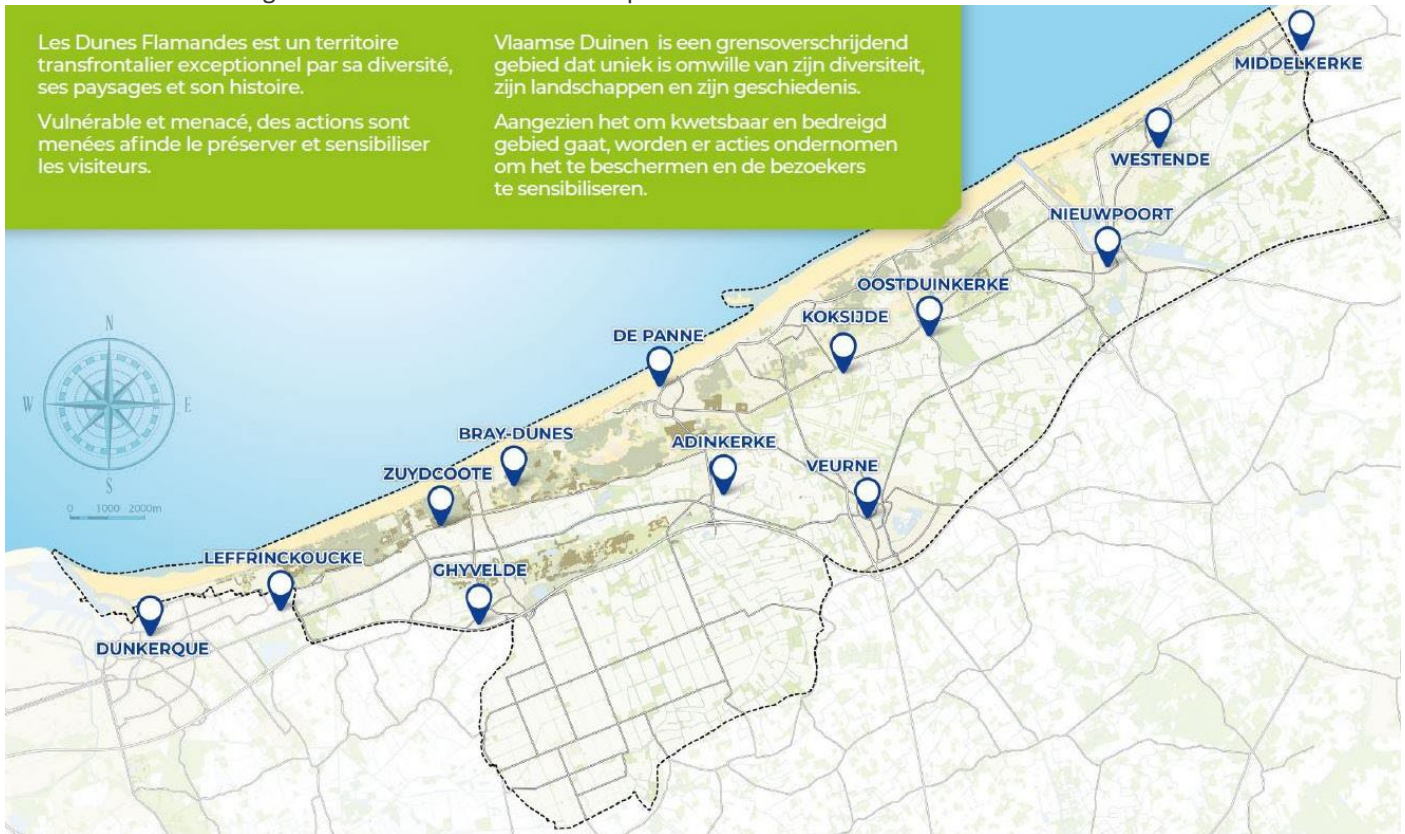 Les Dunes Flamandes est un territoire
transfrontalier exceptionnel par sa diversité,
ses paysages et son histoire.
Vulnérable et menacé, des actions sont
menées afinde le préserver et sensibiliser
les visiteurs.
Vlaamse Duinen is een grensoverschrijdend
gebied dat uniek is omwille van zijn diversiteit,
zijn landschappen en zijn geschiedenis.
Aangezien het om kwetsbaar en bedreigd
gebied gaat, worden er acties ondernomen
om het te beschermen en de bezoekers
te sensibiliseren.
MIDDELKERKE
WESTENDE
NIEUWPOORT
OOSTDUINKERKE
KOKSIJDE
DE PANNE
N
W
E
S
0 1000 2000m
BRAY-DUNES
ADINKERKE
VEURNE
ZUYDCOOTE
LEFFRINCKOUCKE
GHYVELDE
DUNKERQUE